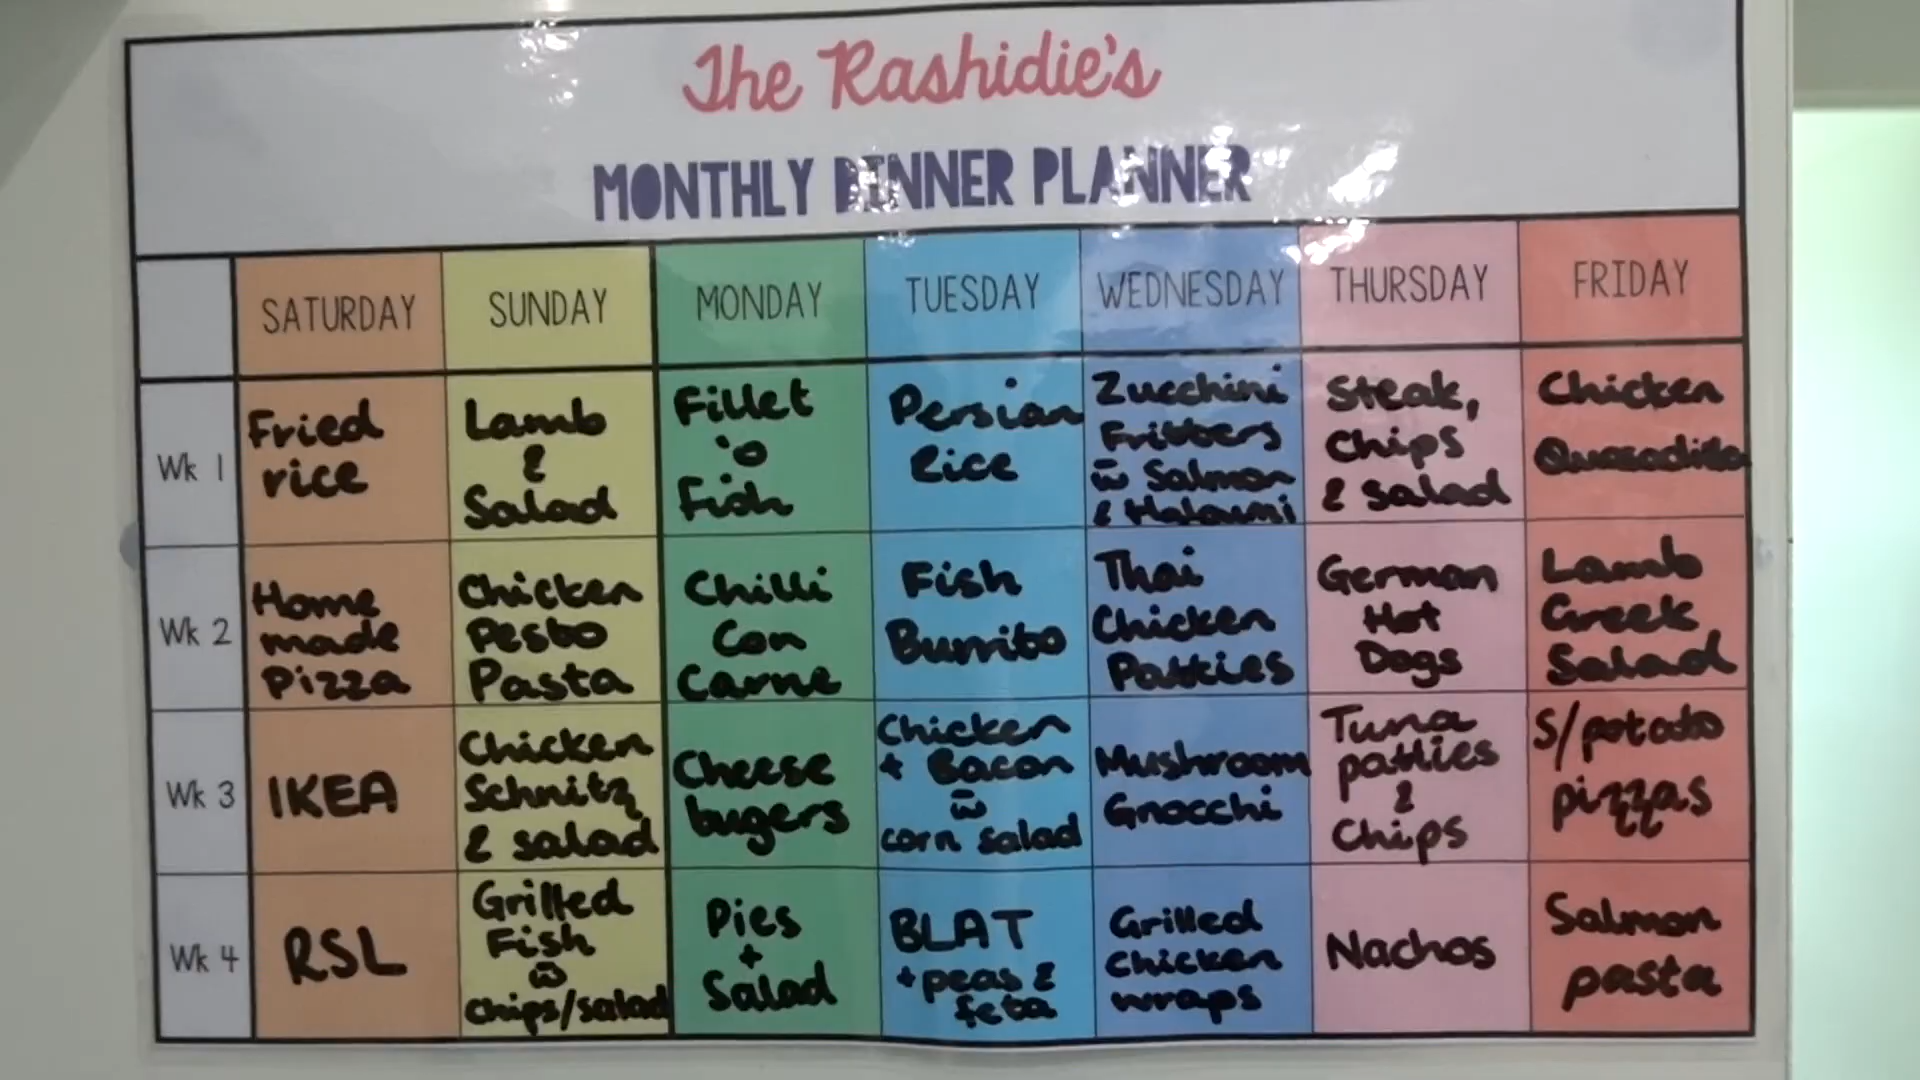 The Rashidie's
MONTHLY DINNER PLANNER
SATURDAY SUNDAY MONDAY TUESDAY WEDNESDAY THURSDAY FRIDAY
Wk 1
Fried
rice
Lamb
&
Salad
Fillet
'o
Fish
Persian
Rice
Zucchini
Fritters
w̄ Salmon
& Haloumi
Steak,
Chips
& Salad
Chicken
Quesadilla
Wk 2
Home
made
Pizza
Chicken
Pesto
Pasta
Chilli
Con
Carne
Fish
Burrito
Thai
Chicken
Patties
German
Hot
Dogs
Lamb
Greek
Salad
Wk 3
IKEA
Chicken
Schnitz
& salad
Cheese
bugers
Chicken
+ Bacon
w̄
corn salad
Mushroom
Gnocchi
Tuna
patties
&
Chips
S/potato
pizzas
Wk 4
RSL
Grilled
Fish
w̄
chips/salad
Pies
+
Salad
BLAT
+ peas &
feta
Grilled
chicken
wraps
Nachos
Salmon
pasta